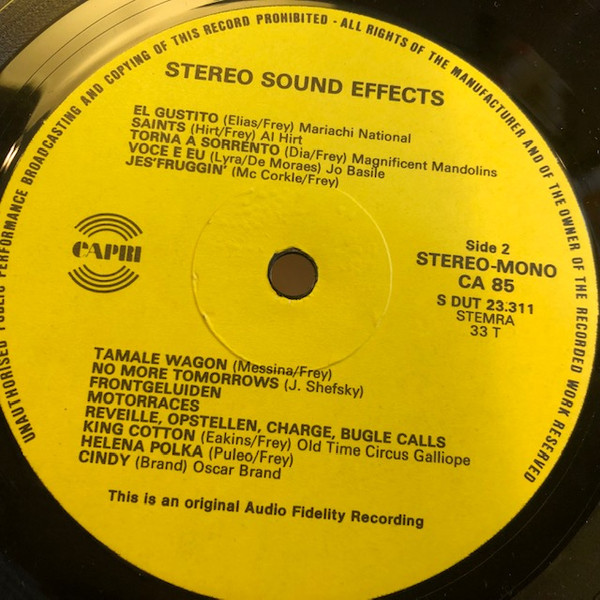 UNAUTHORISED PUBLIC PERFORMANCE BROADCASTING AND COPYING OF THIS RECORD PROHIBITED - ALL RIGHTS OF THE MANUFACTURER AND OF THE OWNER OF THE RECORDED WORK RESERVED
STEREO SOUND EFFECTS
EL GUSTITO (Elias/Frey) Mariachi National
SAINTS (Hirt/Frey) Al Hirt
TORNA A SORRENTO (Dia/Frey) Magnificent Mandolins
VOCE E EU (Lyra/De Moraes) Jo Basile
JES'FRUGGIN' (Mc Corkle/Frey)
CAPRI
Side 2
STEREO-MONO
CA 85
S DUT 23.311
STEMRA
33 T
TAMALE WAGON (Messina/Frey)
NO MORE TOMORROWS (J. Shefsky)
FRONTGELUIDEN
MOTORRACES
REVEILLE, OPSTELLEN, CHARGE, BUGLE CALLS
KING COTTON (Eakins/Frey) Old Time Circus Galliope
HELENA POLKA (Puleo/Frey)
CINDY (Brand) Oscar Brand
This is an original Audio Fidelity Recording